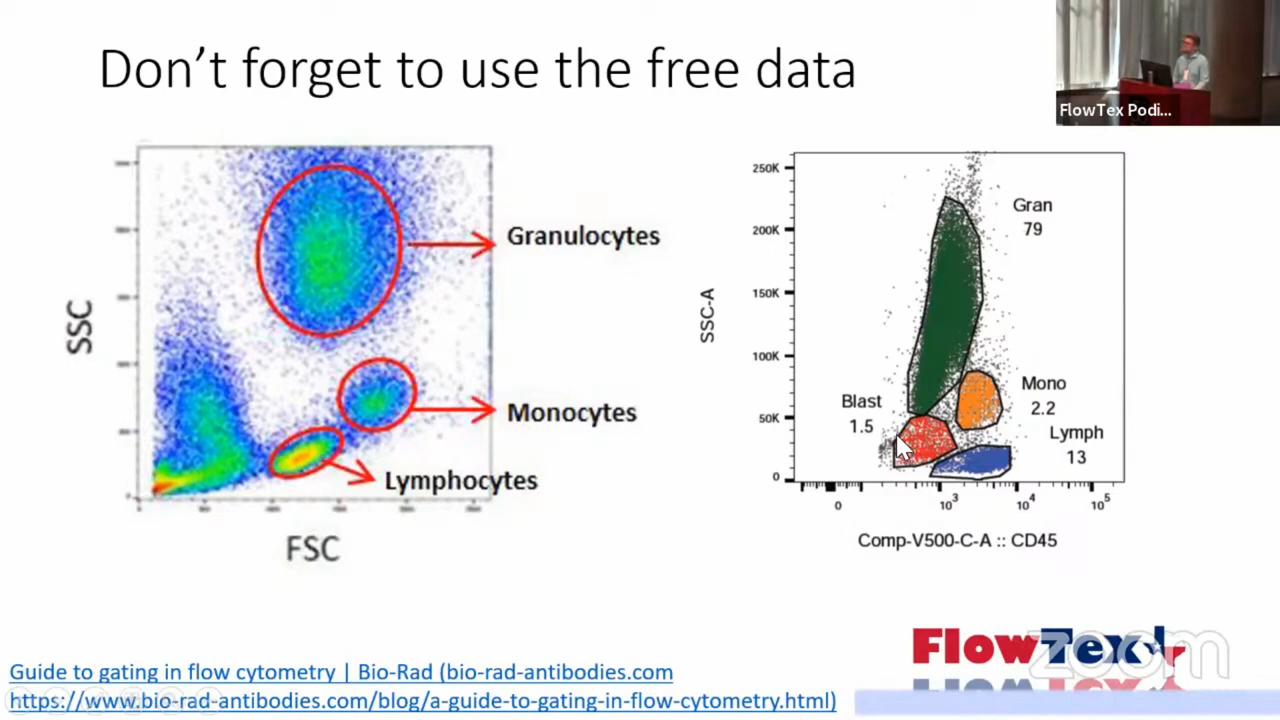 Don’t forget to use the free data
FlowTex Podi...
SSC
Granulocytes
Monocytes
Lymphocytes
FSC
SSC-A
250K
200K
150K
100K
50K
0
Gran
79
Mono
2.2
Blast
1.5
Lymph
13
0 10³ 10⁴ 10⁵
Comp-V500-C-A :: CD45
Guide to gating in flow cytometry | Bio-Rad (bio-rad-antibodies.com
https://www.bio-rad-antibodies.com/blog/a-guide-to-gating-in-flow-cytometry.html)
FlowTex
zoom